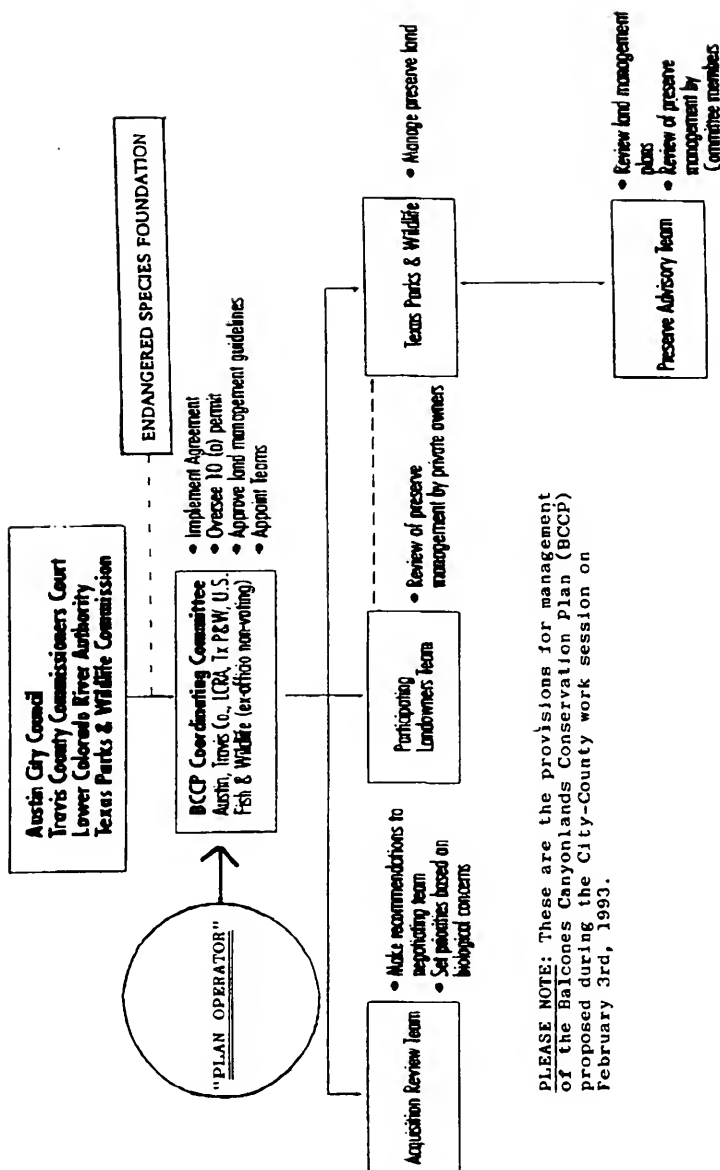 Austin City Council
Travis County Commissioners Court
Lower Colorado River Authority
Texas Parks & Wildlife Commission
ENDANGERED SPECIES FOUNDATION
"PLAN OPERATOR"
BCCP Coordinating Committee
Austin, Travis Co., LCRA, Tx P&W, U.S.
Fish & Wildlife (ex-officio non-voting)
• Implement Agreement
• Oversee 10 (a) permit
• Approve land management guidelines
• Appoint Teams
Acquisition Review Team
• Make recommendations to
negotiating team
• Set priorities based on
biological concerns
Participating
Landowners Team
• Review of preserve
management by private owners
Texas Parks & Wildlife
• Manage preserve land
Preserve Advisory Team
• Review land management
plans
• Review of preserve
management by
Committee members
PLEASE NOTE: These are the provisions for management
of the Balcones Canyonlands Conservation Plan (BCCP)
proposed during the City-County work session on
February 3rd, 1993.